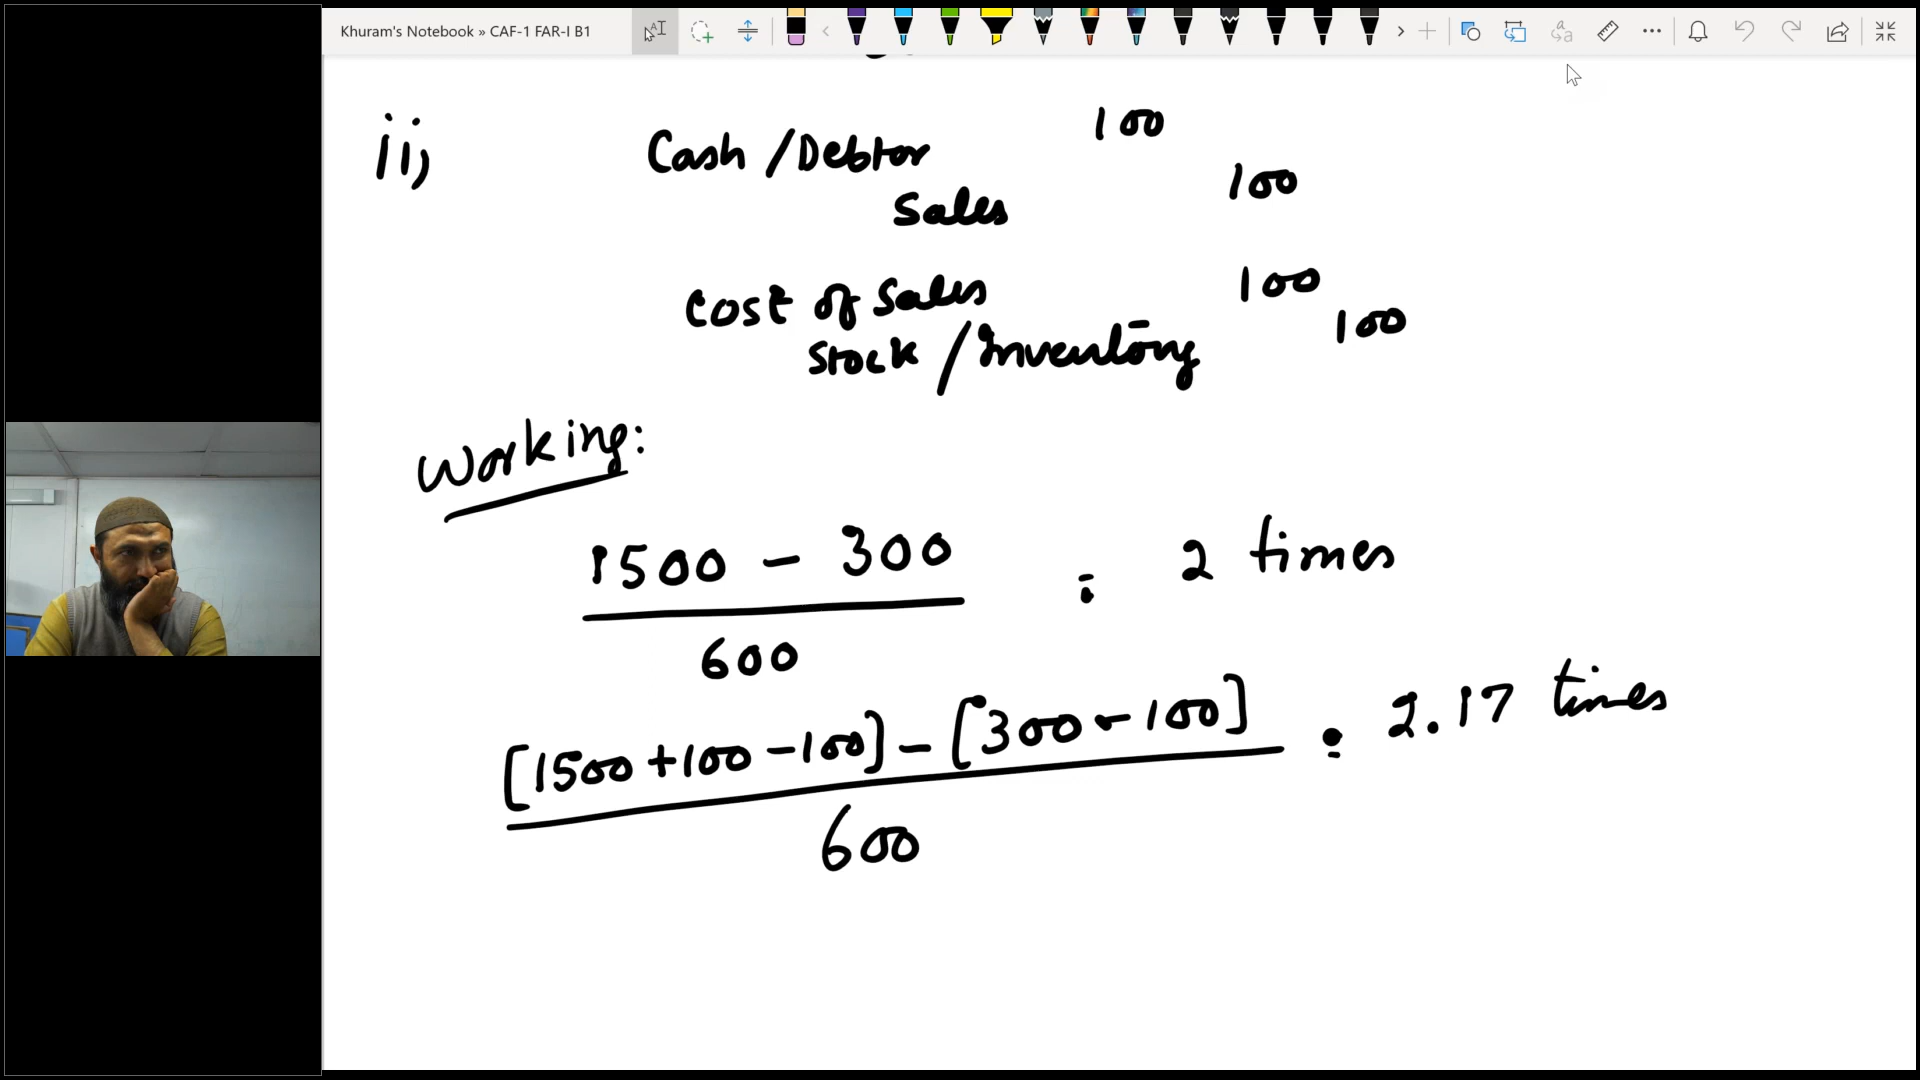 Khuram's Notebook » CAF-1 FAR-I B1
ii, Cash / Debtor 100
Sales 100
Cost of Sales 100
Stock / Inventory 100
Working:
1500 - 300 = 2 times
600
[1500 + 100 - 100] - [300 - 100] = 2.17 times
600